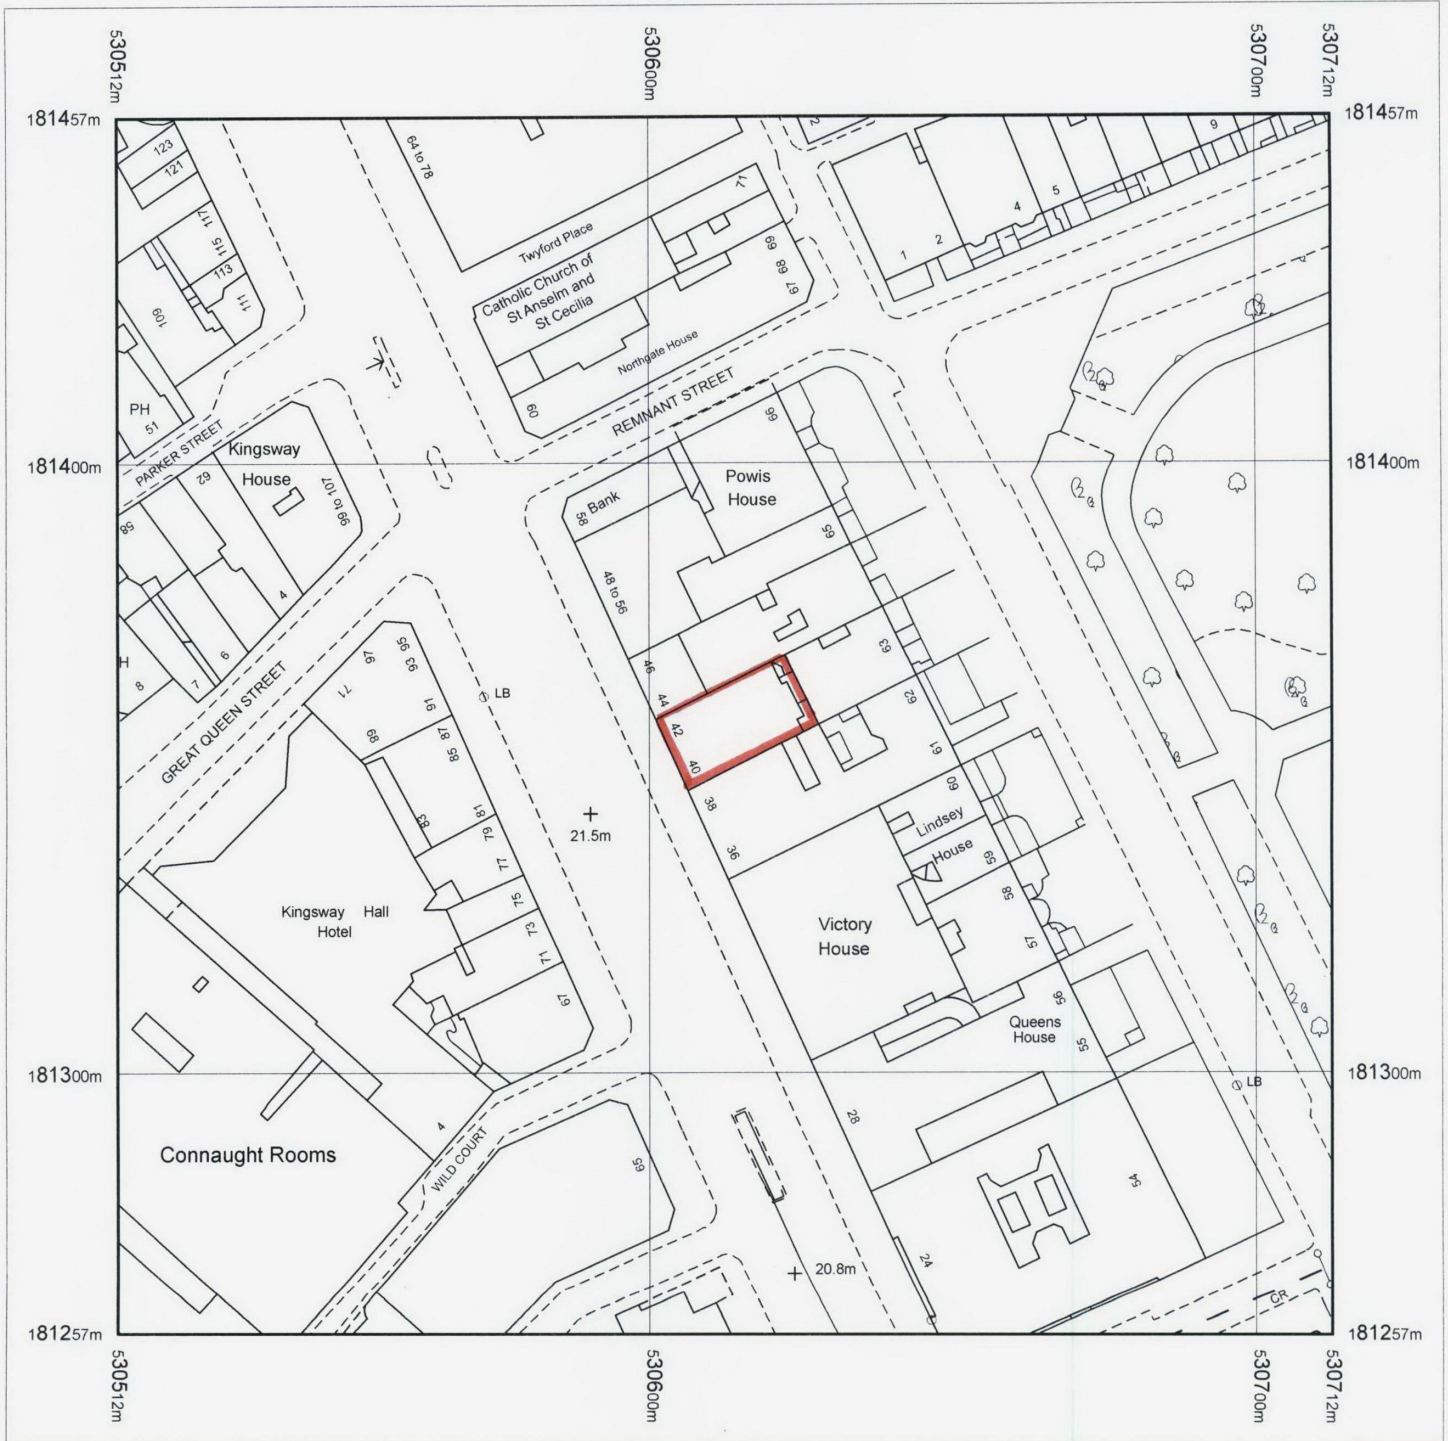 530512m
530600m
530700m
530712m
181457m
181457m
123
121
117
115
113
111
109
64 to 78
Twyford Place
Catholic Church of
St Anselm and
St Cecilia
77
69
68
67
Northgate House
60
1
2
4
5
9
2
REMNANT STREET
PH
51
PARKER STREET
Kingsway
House
62
99 to 107
58
181400m
181400m
66
Powis
House
Bank
58
65
48 to 56
4
6
7
8
H
GREAT QUEEN STREET
97
95
93
91
71
89
87
85
83
81
79
77
75
73
71
67
LB
46
44
42
40
38
36
63
62
61
60
Lindsey
House
59
58
57
21.5m
Kingsway Hall
Hotel
Victory
House
56
Queens
House
55
181300m
181300m
LB
28
4
WILD COURT
Connaught Rooms
65
54
24
20.8m
CR
181257m
181257m
530512m
530600m
530700m
530712m